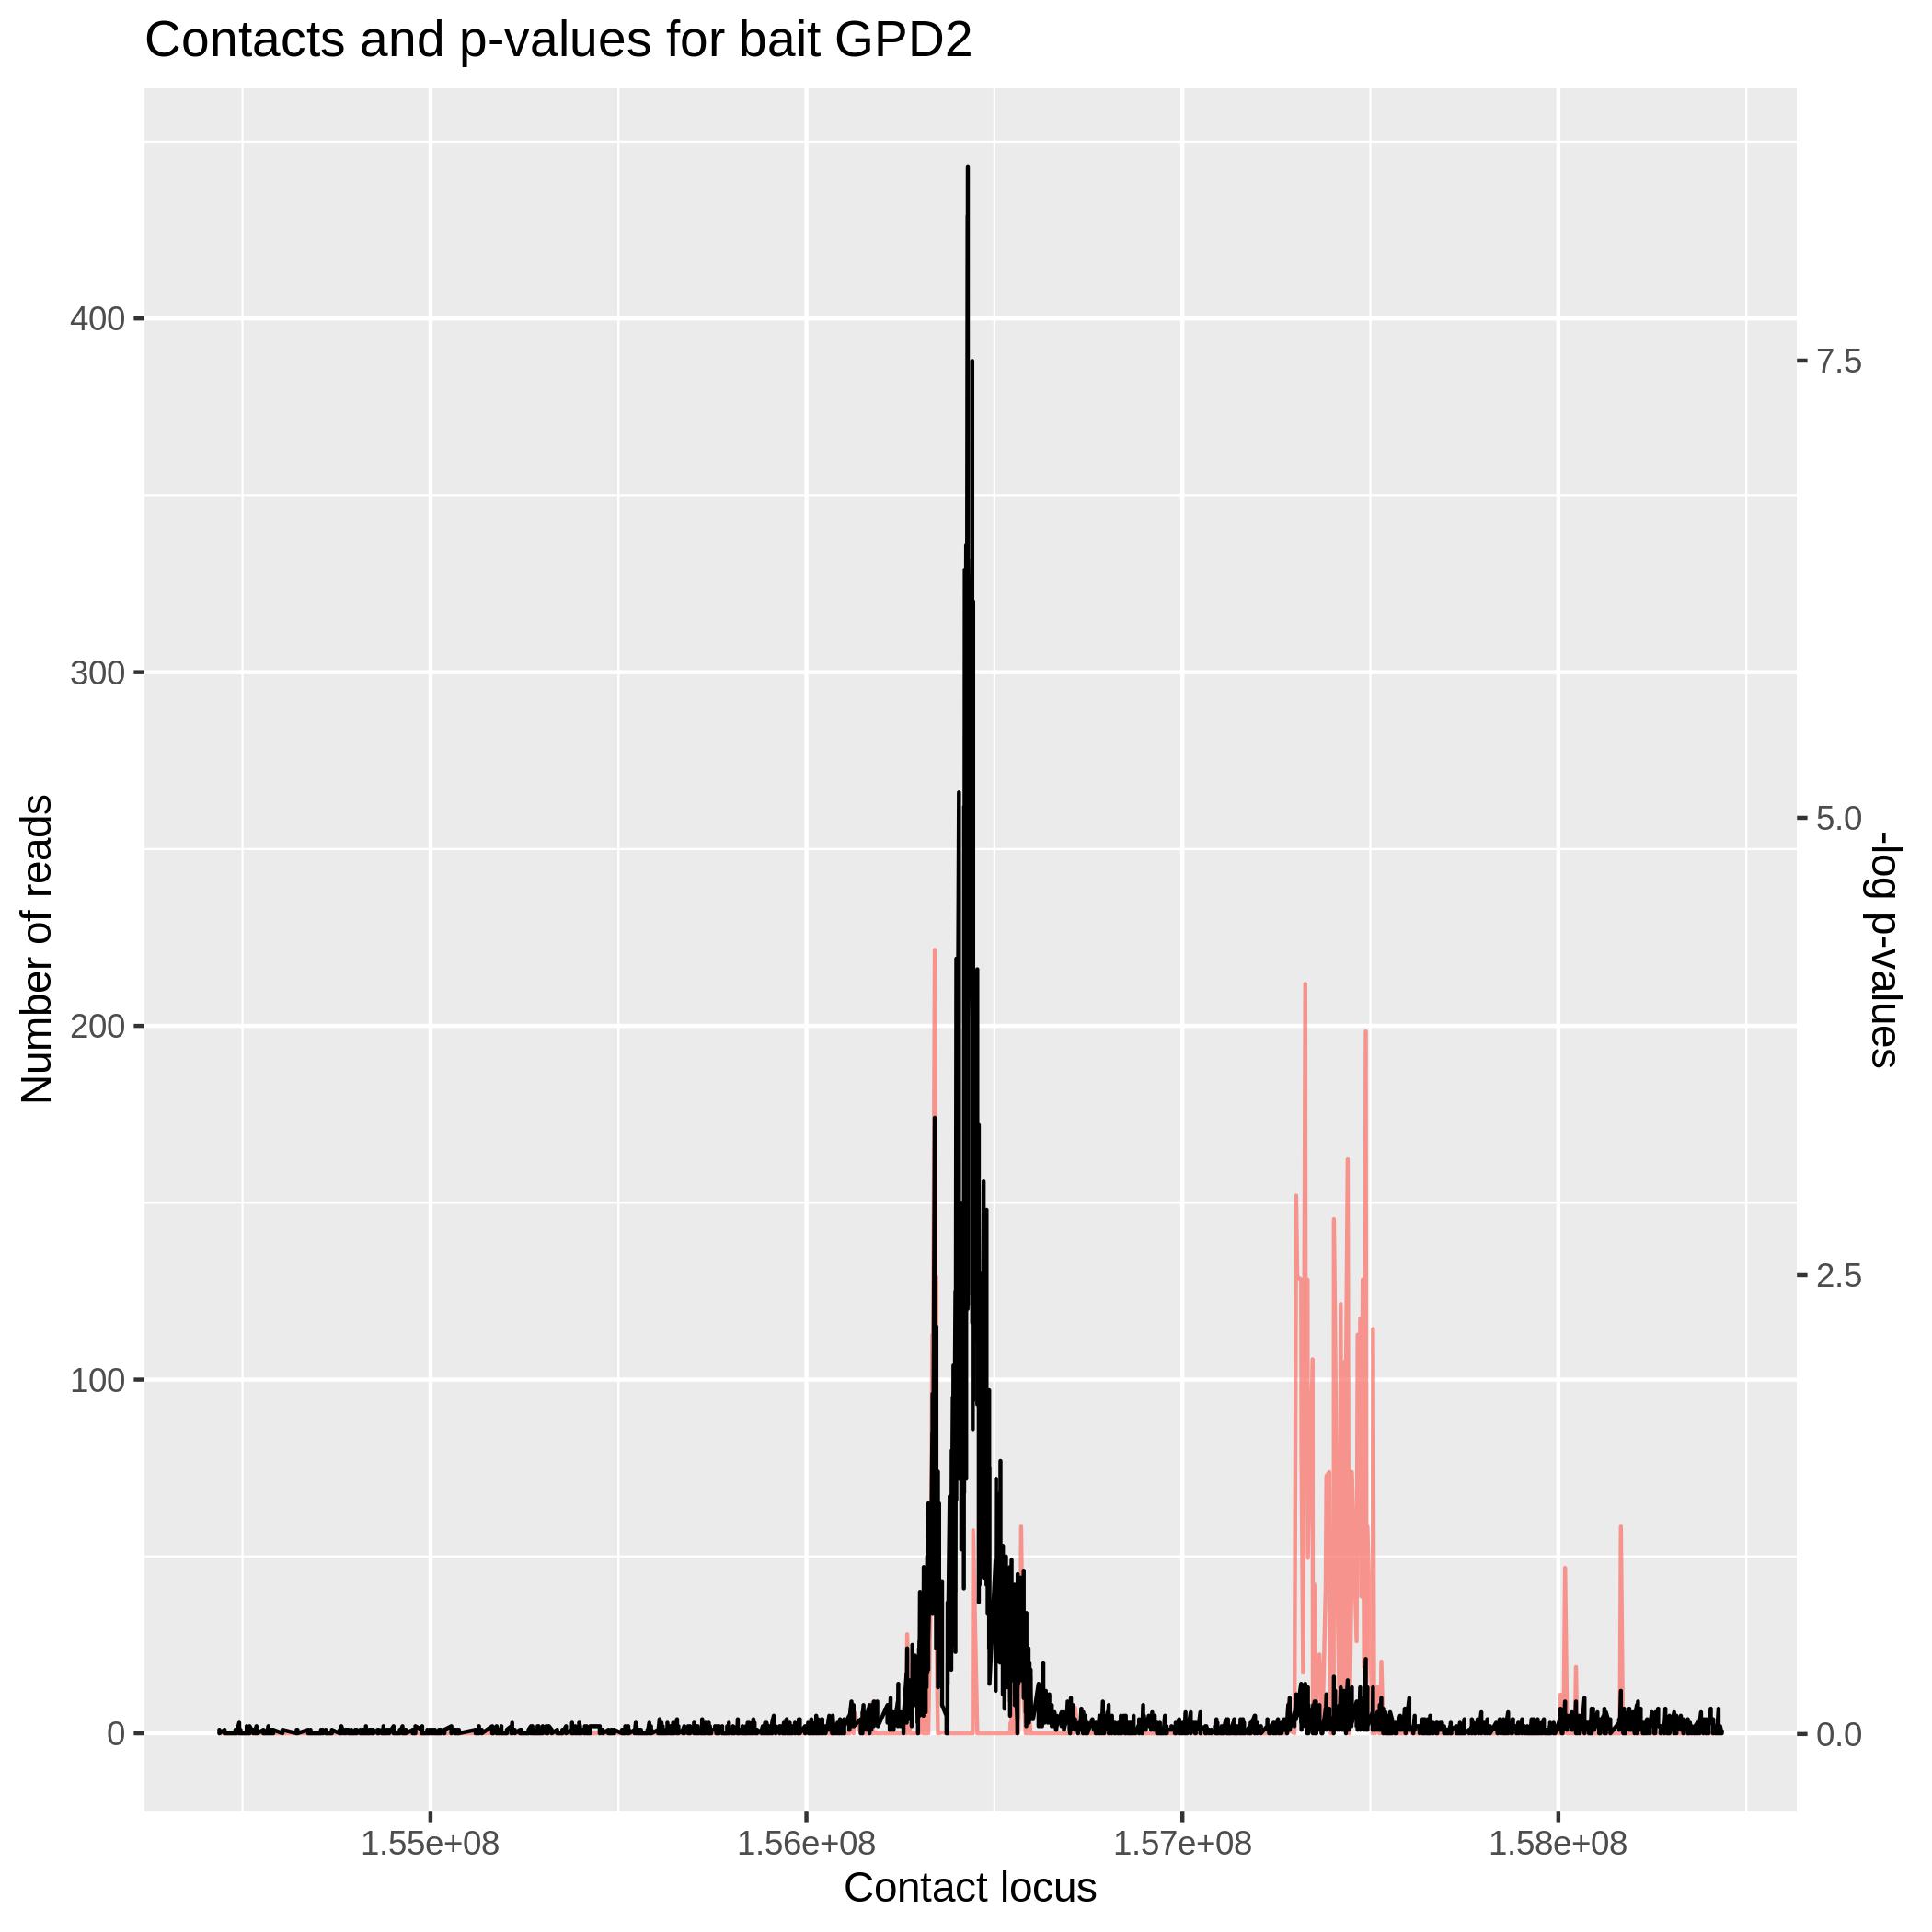 Contacts and p-values for bait GPD2
Number of reads
400
300
200
100
0
7.5
5.0
2.5
0.0
-log p-values
1.55e+08 1.56e+08 1.57e+08 1.58e+08
Contact locus